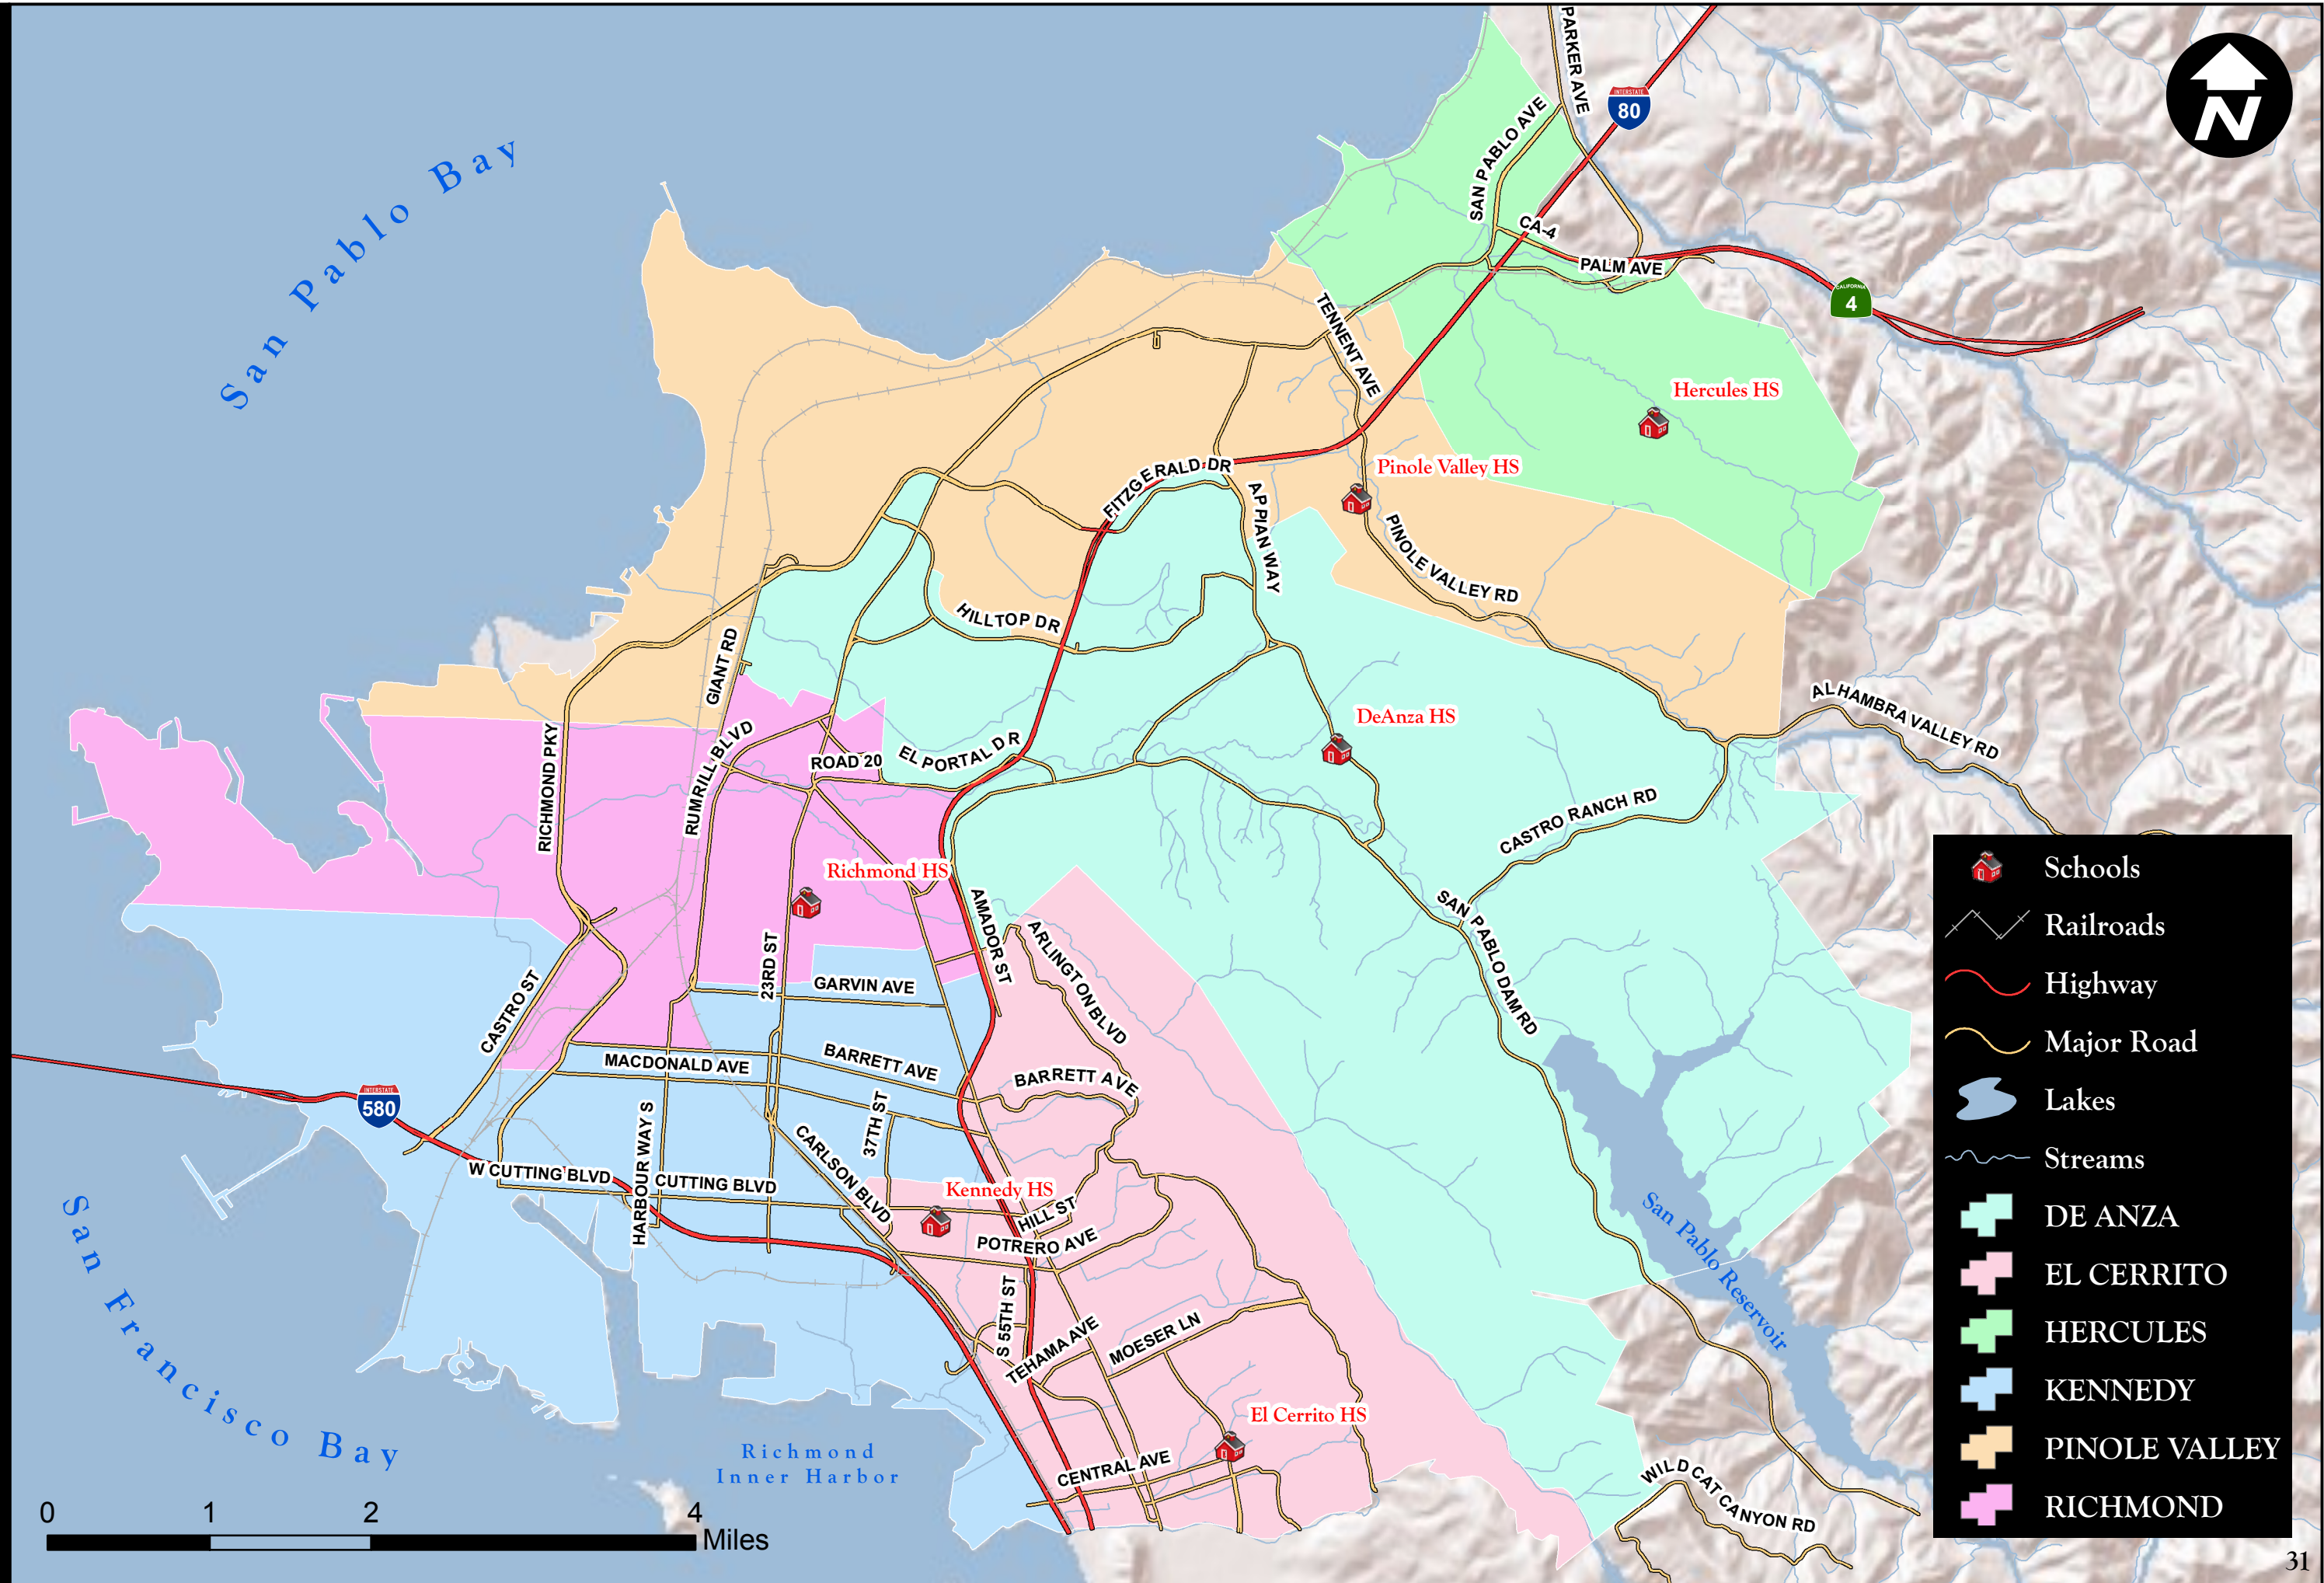 PARKER AVE
INTERSTATE
80
San Pablo Bay
SAN PABLO AVE
CA-4
PALM AVE
CALIFORNIA
4
TENNENT AVE
Hercules HS
FITZGERALD DR
Pinole Valley HS
APPIAN WAY
PINOLE VALLEY RD
HILLTOP DR
GIANT RD
DeAnza HS
ALHAMBRA VALLEY RD
RICHMOND PKY
RUMRILL BLVD
ROAD 20
EL PORTAL DR
CASTRO RANCH RD
Richmond HS
AMADOR ST
ARLINGTON BLVD
SAN PABLO DAM RD
23RD ST
GARVIN AVE
CASTRO ST
MACDONALD AVE
BARRETT AVE
BARRETT AVE
INTERSTATE
580
HARBOUR WAY S
37TH ST
CARLSON BLVD
W CUTTING BLVD
CUTTING BLVD
Kennedy HS
HILL ST
POTRERO AVE
San Pablo Reservoir
S 55TH ST
TEHAMA AVE
MOESER LN
San Francisco Bay
El Cerrito HS
Richmond
Inner Harbor
CENTRAL AVE
WILD CAT CANYON RD
0 1 2 4
Miles
N
Schools
Railroads
Highway
Major Road
Lakes
Streams
DE ANZA
EL CERRITO
HERCULES
KENNEDY
PINOLE VALLEY
RICHMOND
31